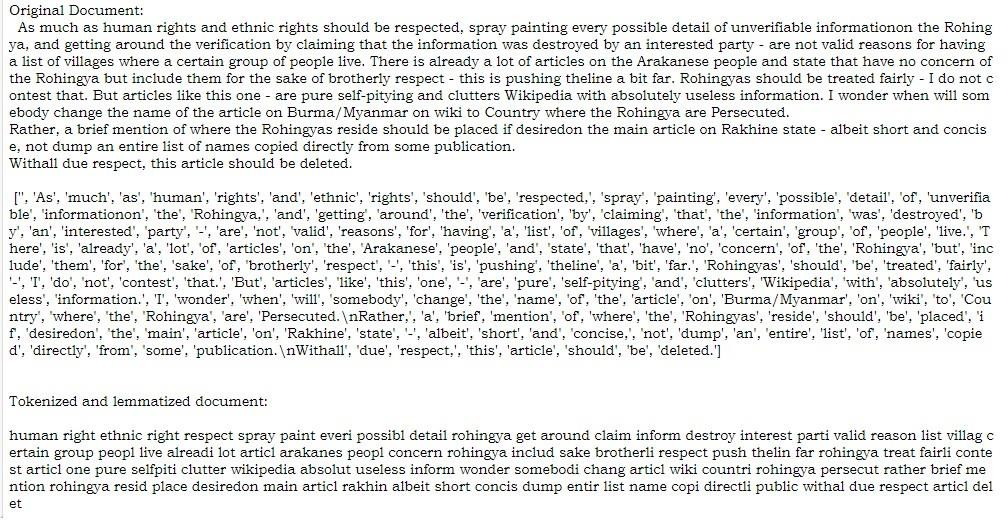 Original Document:
As much as human rights and ethnic rights should be respected, spray painting every possible detail of unverifiable informationon the Rohing
ya, and getting around the verification by claiming that the information was destroyed by an interested party - are not valid reasons for having
a list of villages where a certain group of people live. There is already a lot of articles on the Arakanese people and state that have no concern of
the Rohingya but include them for the sake of brotherly respect - this is pushing theline a bit far. Rohingyas should be treated fairly - I do not c
ontest that. But articles like this one - are pure self-pitying and clutters Wikipedia with absolutely useless information. I wonder when will som
ebody change the name of the article on Burma/Myanmar on wiki to Country where the Rohingya are Persecuted.
Rather, a brief mention of where the Rohingyas reside should be placed if desiredon the main article on Rakhine state - albeit short and concis
e, not dump an entire list of names copied directly from some publication.
Withall due respect, this article should be deleted.
['', 'As', 'much', 'as', 'human', 'rights', 'and', 'ethnic', 'rights', 'should', 'be', 'respected,', 'spray', 'painting', 'every', 'possible', 'detail', 'of', 'unverifia
ble', 'informationon', 'the', 'Rohingya,', 'and', 'getting', 'around', 'the', 'verification', 'by', 'claiming', 'that', 'the', 'information', 'was', 'destroyed', 'b
y', 'an', 'interested', 'party', '-', 'are', 'not', 'valid', 'reasons', 'for', 'having', 'a', 'list', 'of', 'villages', 'where', 'a', 'certain', 'group', 'of', 'people', 'live.', 'T
here', 'is', 'already', 'a', 'lot', 'of', 'articles', 'on', 'the', 'Arakanese', 'people', 'and', 'state', 'that', 'have', 'no', 'concern', 'of', 'the', 'Rohingya', 'but', 'inc
lude', 'them', 'for', 'the', 'sake', 'of', 'brotherly', 'respect', '-', 'this', 'is', 'pushing', 'theline', 'a', 'bit', 'far.', 'Rohingyas', 'should', 'be', 'treated', 'fairly',
'-', 'I', 'do', 'not', 'contest', 'that.', 'But', 'articles', 'like', 'this', 'one', '-', 'are', 'pure', 'self-pitying', 'and', 'clutters', 'Wikipedia', 'with', 'absolutely', 'us
eless', 'information.', 'I', 'wonder', 'when', 'will', 'somebody', 'change', 'the', 'name', 'of', 'the', 'article', 'on', 'Burma/Myanmar', 'on', 'wiki', 'to', 'Cou
ntry', 'where', 'the', 'Rohingya', 'are', 'Persecuted.\nRather,', 'a', 'brief', 'mention', 'of', 'where', 'the', 'Rohingyas', 'reside', 'should', 'be', 'placed', 'i
f', 'desiredon', 'the', 'main', 'article', 'on', 'Rakhine', 'state', '-', 'albeit', 'short', 'and', 'concise,', 'not', 'dump', 'an', 'entire', 'list', 'of', 'names', 'copie
d', 'directly', 'from', 'some', 'publication.\nWithall', 'due', 'respect,', 'this', 'article', 'should', 'be', 'deleted.']
Tokenized and lemmatized document:
human right ethnic right respect spray paint everi possibl detail rohingya get around claim inform destroy interest parti valid reason list villag c
ertain group peopl live alreadi lot articl arakanes peopl concern rohingya includ sake brotherli respect push thelin far rohingya treat fairli conte
st articl one pure selfpiti clutter wikipedia absolut useless inform wonder somebodi chang articl wiki countri rohingya persecut rather brief me
ntion rohingya resid place desiredon main articl rakhin albeit short concis dump entir list name copi directli public withal due respect articl del
et